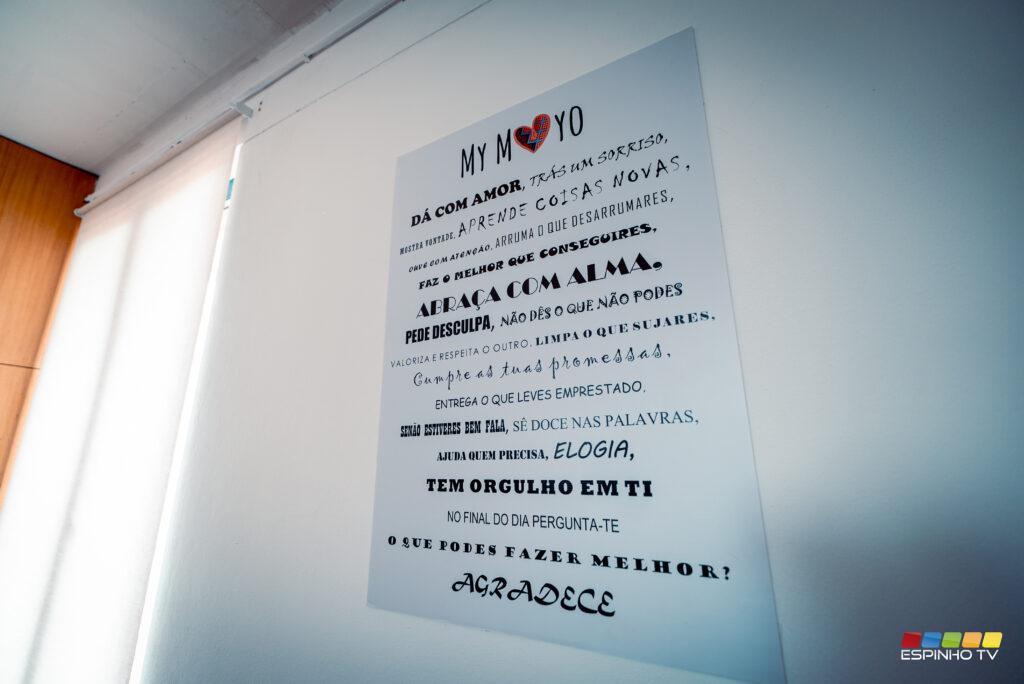 MY MYO
DÁ COM AMOR, TRÁS UM SORRISO,
MOSTRA VONTADE, APRENDE COISAS NOVAS,
OUVE COM ATENÇÃO, ARRUMA O QUE DESARRUMARES,
FAZ O MELHOR QUE CONSEGUIRES,
ABRAÇA COM ALMA,
PEDE DESCULPA, NÃO DÊS O QUE NÃO PODES
VALORIZA E RESPEITA O OUTRO, LIMPA O QUE SUJARES,
Cumpre as tuas promessas,
ENTREGA O QUE LEVES EMPRESTADO,
SENÃO ESTIVERES BEM FALA, SÊ DOCE NAS PALAVRAS,
AJUDA QUEM PRECISA, ELOGIA,
TEM ORGULHO EM TI
NO FINAL DO DIA PERGUNTA-TE
O QUE PODES FAZER MELHOR?
AGRADECE
ESPINHO TV